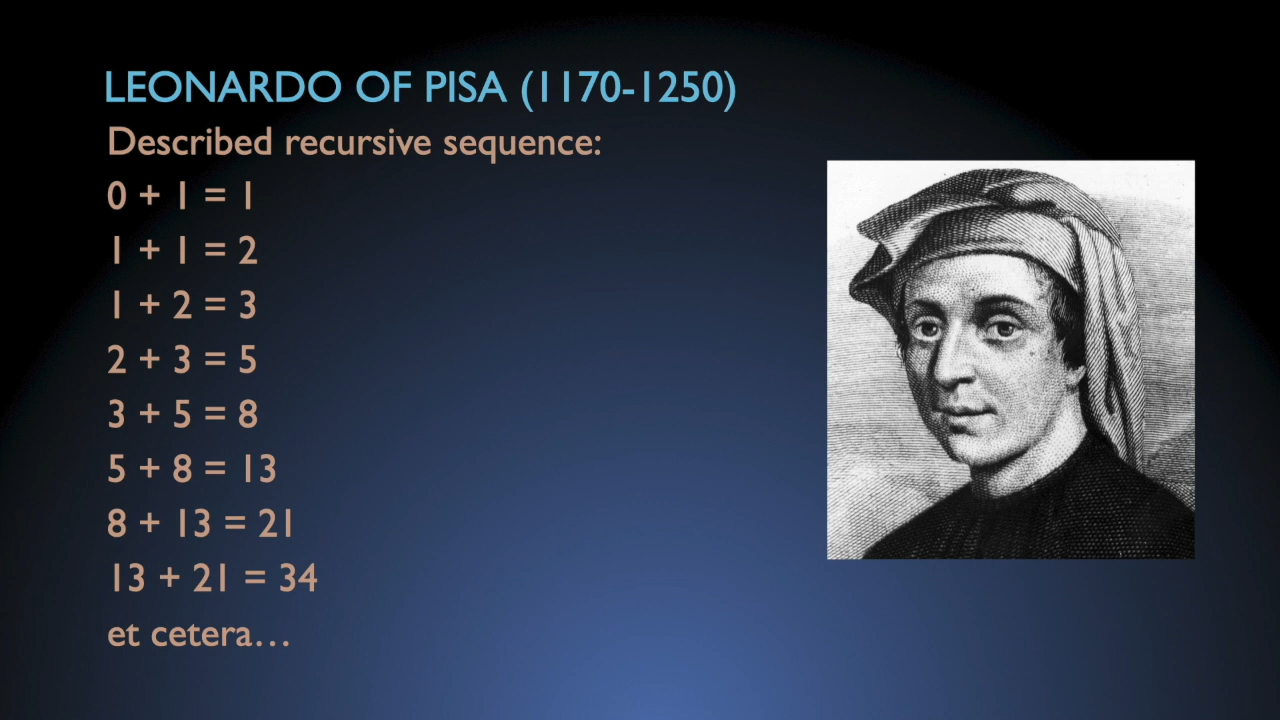 LEONARDO OF PISA (1170-1250)
Described recursive sequence:
0 + 1 = 1
1 + 1 = 2
1 + 2 = 3
2 + 3 = 5
3 + 5 = 8
5 + 8 = 13
8 + 13 = 21
13 + 21 = 34
et cetera…